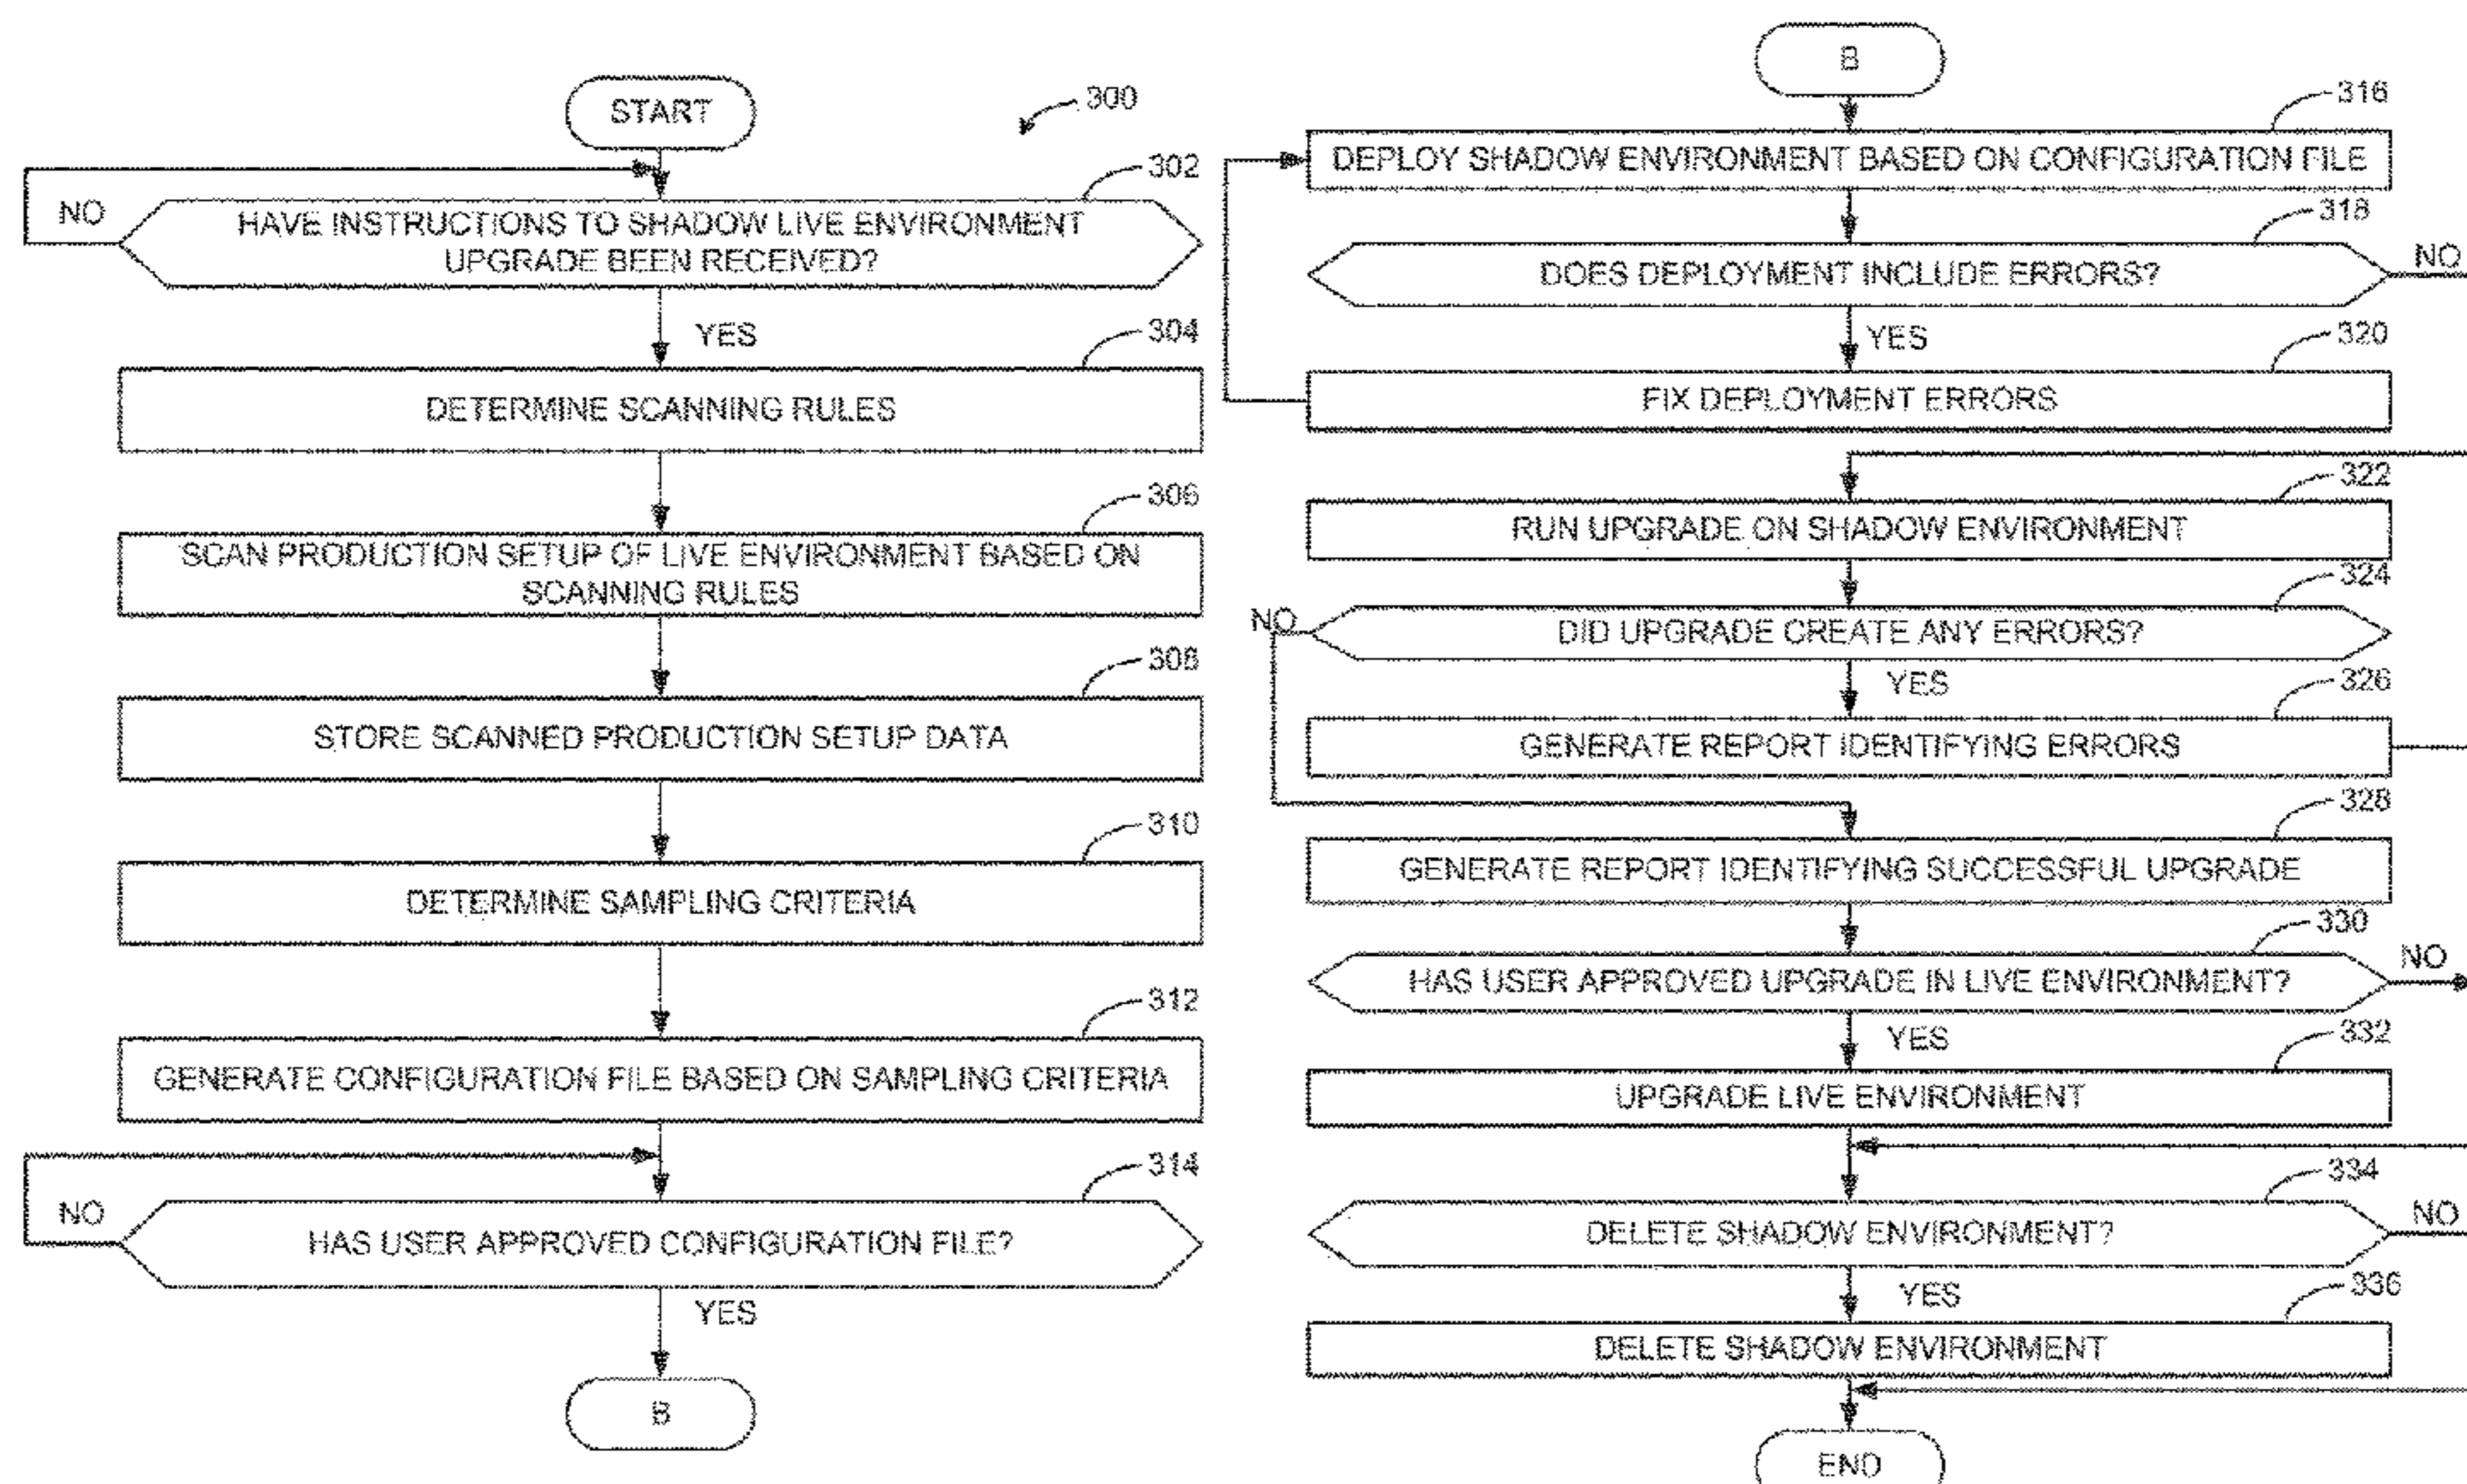 START
300
302
NO
HAVE INSTRUCTIONS TO SHADOW LIVE ENVIRONMENT
UPGRADE BEEN RECEIVED?
YES
304
DETERMINE SCANNING RULES
306
SCAN PRODUCTION SETUP OF LIVE ENVIRONMENT BASED ON
SCANNING RULES
308
STORE SCANNED PRODUCTION SETUP DATA
310
DETERMINE SAMPLING CRITERIA
312
GENERATE CONFIGURATION FILE BASED ON SAMPLING CRITERIA
314
NO
HAS USER APPROVED CONFIGURATION FILE?
YES
B
B
316
DEPLOY SHADOW ENVIRONMENT BASED ON CONFIGURATION FILE
318
NO
DOES DEPLOYMENT INCLUDE ERRORS?
YES
320
FIX DEPLOYMENT ERRORS
322
RUN UPGRADE ON SHADOW ENVIRONMENT
324
NO
DID UPGRADE CREATE ANY ERRORS?
YES
326
GENERATE REPORT IDENTIFYING ERRORS
328
GENERATE REPORT IDENTIFYING SUCCESSFUL UPGRADE
330
NO
HAS USER APPROVED UPGRADE IN LIVE ENVIRONMENT?
YES
332
UPGRADE LIVE ENVIRONMENT
334
NO
DELETE SHADOW ENVIRONMENT?
YES
336
DELETE SHADOW ENVIRONMENT
END